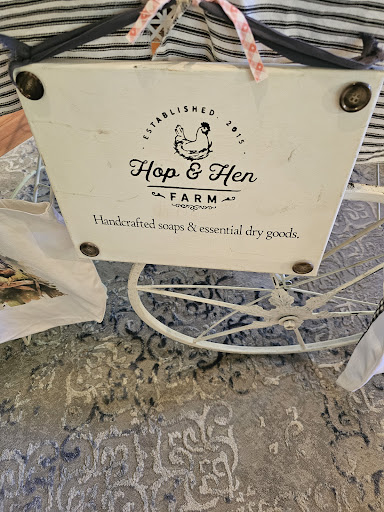 ESTABLISHED. 2015
Hop & Hen
FARM
Handcrafted soaps & essential dry goods.